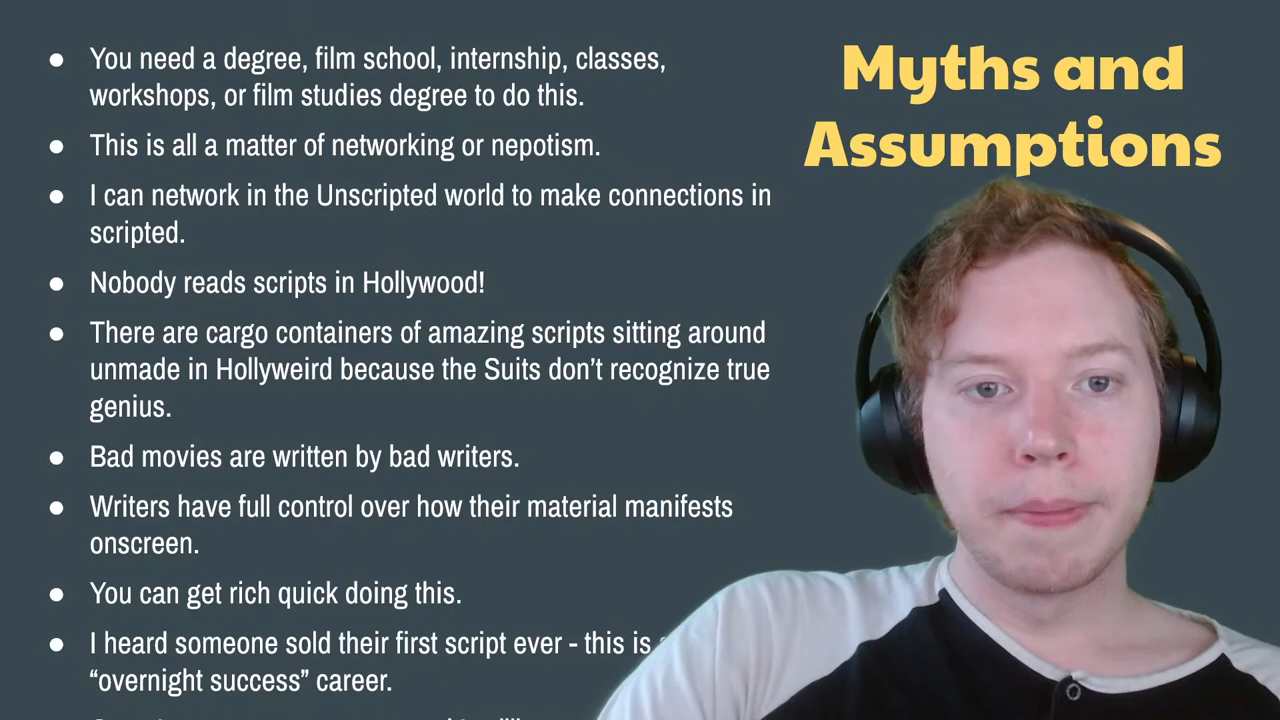 Myths and
Assumptions
● You need a degree, film school, internship, classes,
workshops, or film studies degree to do this.
● This is all a matter of networking or nepotism.
● I can network in the Unscripted world to make connections in
scripted.
● Nobody reads scripts in Hollywood!
● There are cargo containers of amazing scripts sitting around
unmade in Hollyweird because the Suits don’t recognize true
genius.
● Bad movies are written by bad writers.
● Writers have full control over how their material manifests
onscreen.
● You can get rich quick doing this.
● I heard someone sold their first script ever - this is
“overnight success” career.